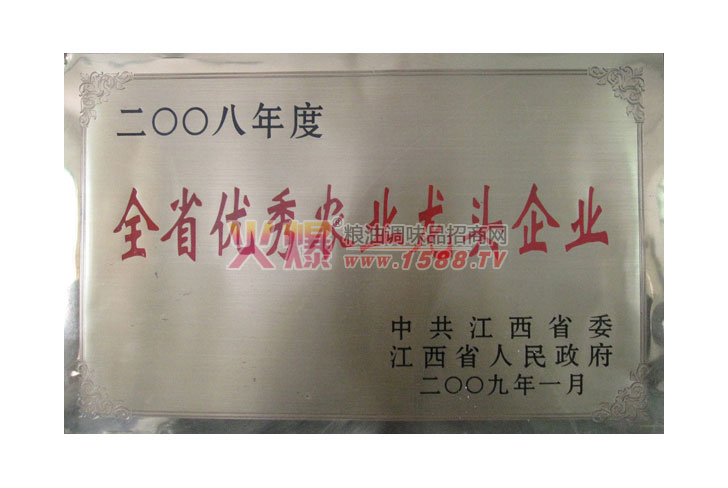 二〇〇八年度
全省优秀农业龙头企业
火爆®粮油调味品招商网
www.1588.TV
中共江西省委
江西省人民政府
二〇〇九年一月